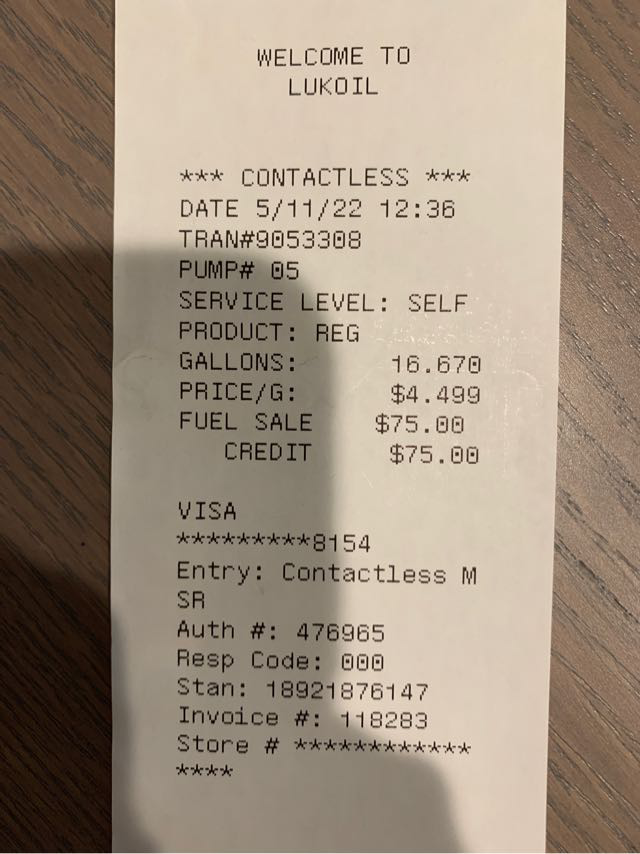 WELCOME TO
LUKOIL
*** CONTACTLESS ***
DATE 5/11/22 12:36
TRAN#9053308
PUMP# 05
SERVICE LEVEL: SELF
PRODUCT: REG
GALLONS: 16.670
PRICE/G: $4.499
FUEL SALE $75.00
CREDIT $75.00
VISA
*********8154
Entry: Contactless M
SR
Auth #: 476965
Resp Code: 000
Stan: 18921876147
Invoice #: 118283
Store # ************
****